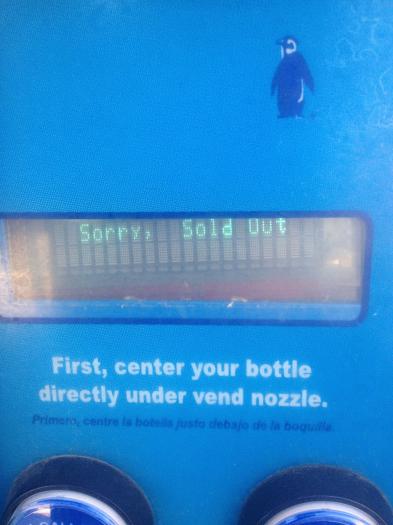 Sorry, Sold Out
First, center your bottle
directly under vend nozzle.
Primero, centre la botella justo debajo de la boquilla.